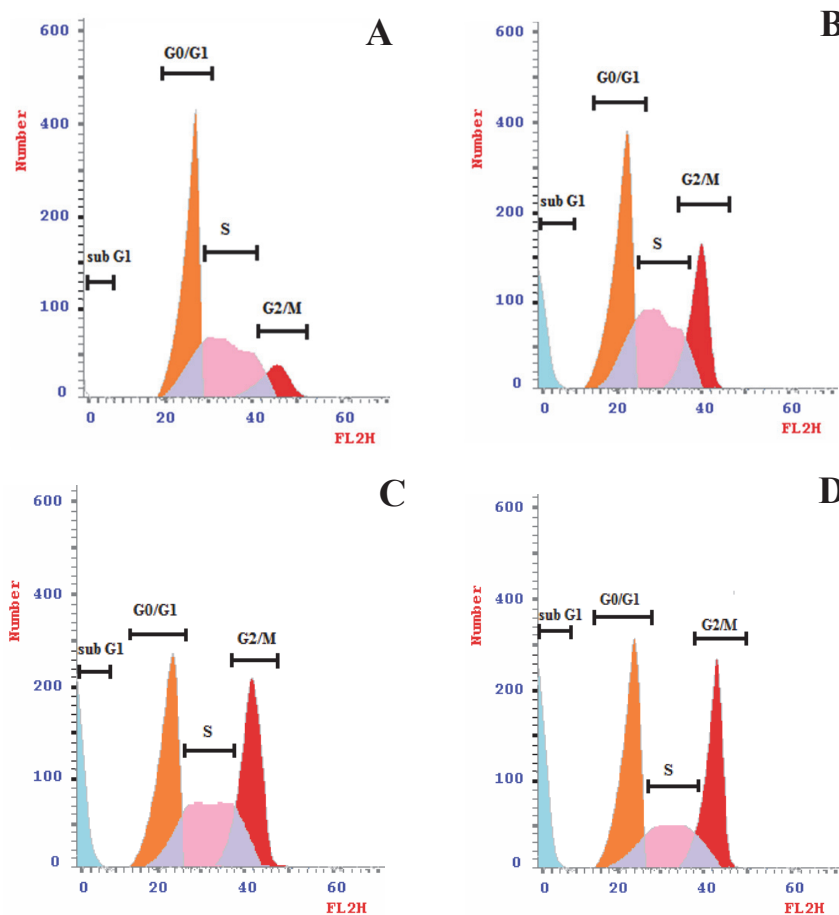 A
600
G0/G1
400
Number
200
S
sub G1
100
G2/M
0
0 20 40 60
FL2H
B
600
G0/G1
400
Number
G2/M
200
sub G1
S
100
0
0 20 40 60
FL2H
C
600
400
Number
G0/G1
G2/M
sub G1
200
S
100
0
0 20 40 60
FL2H
D
600
400
Number
G0/G1
sub G1
G2/M
200
S
100
0
0 20 40 60
FL2H